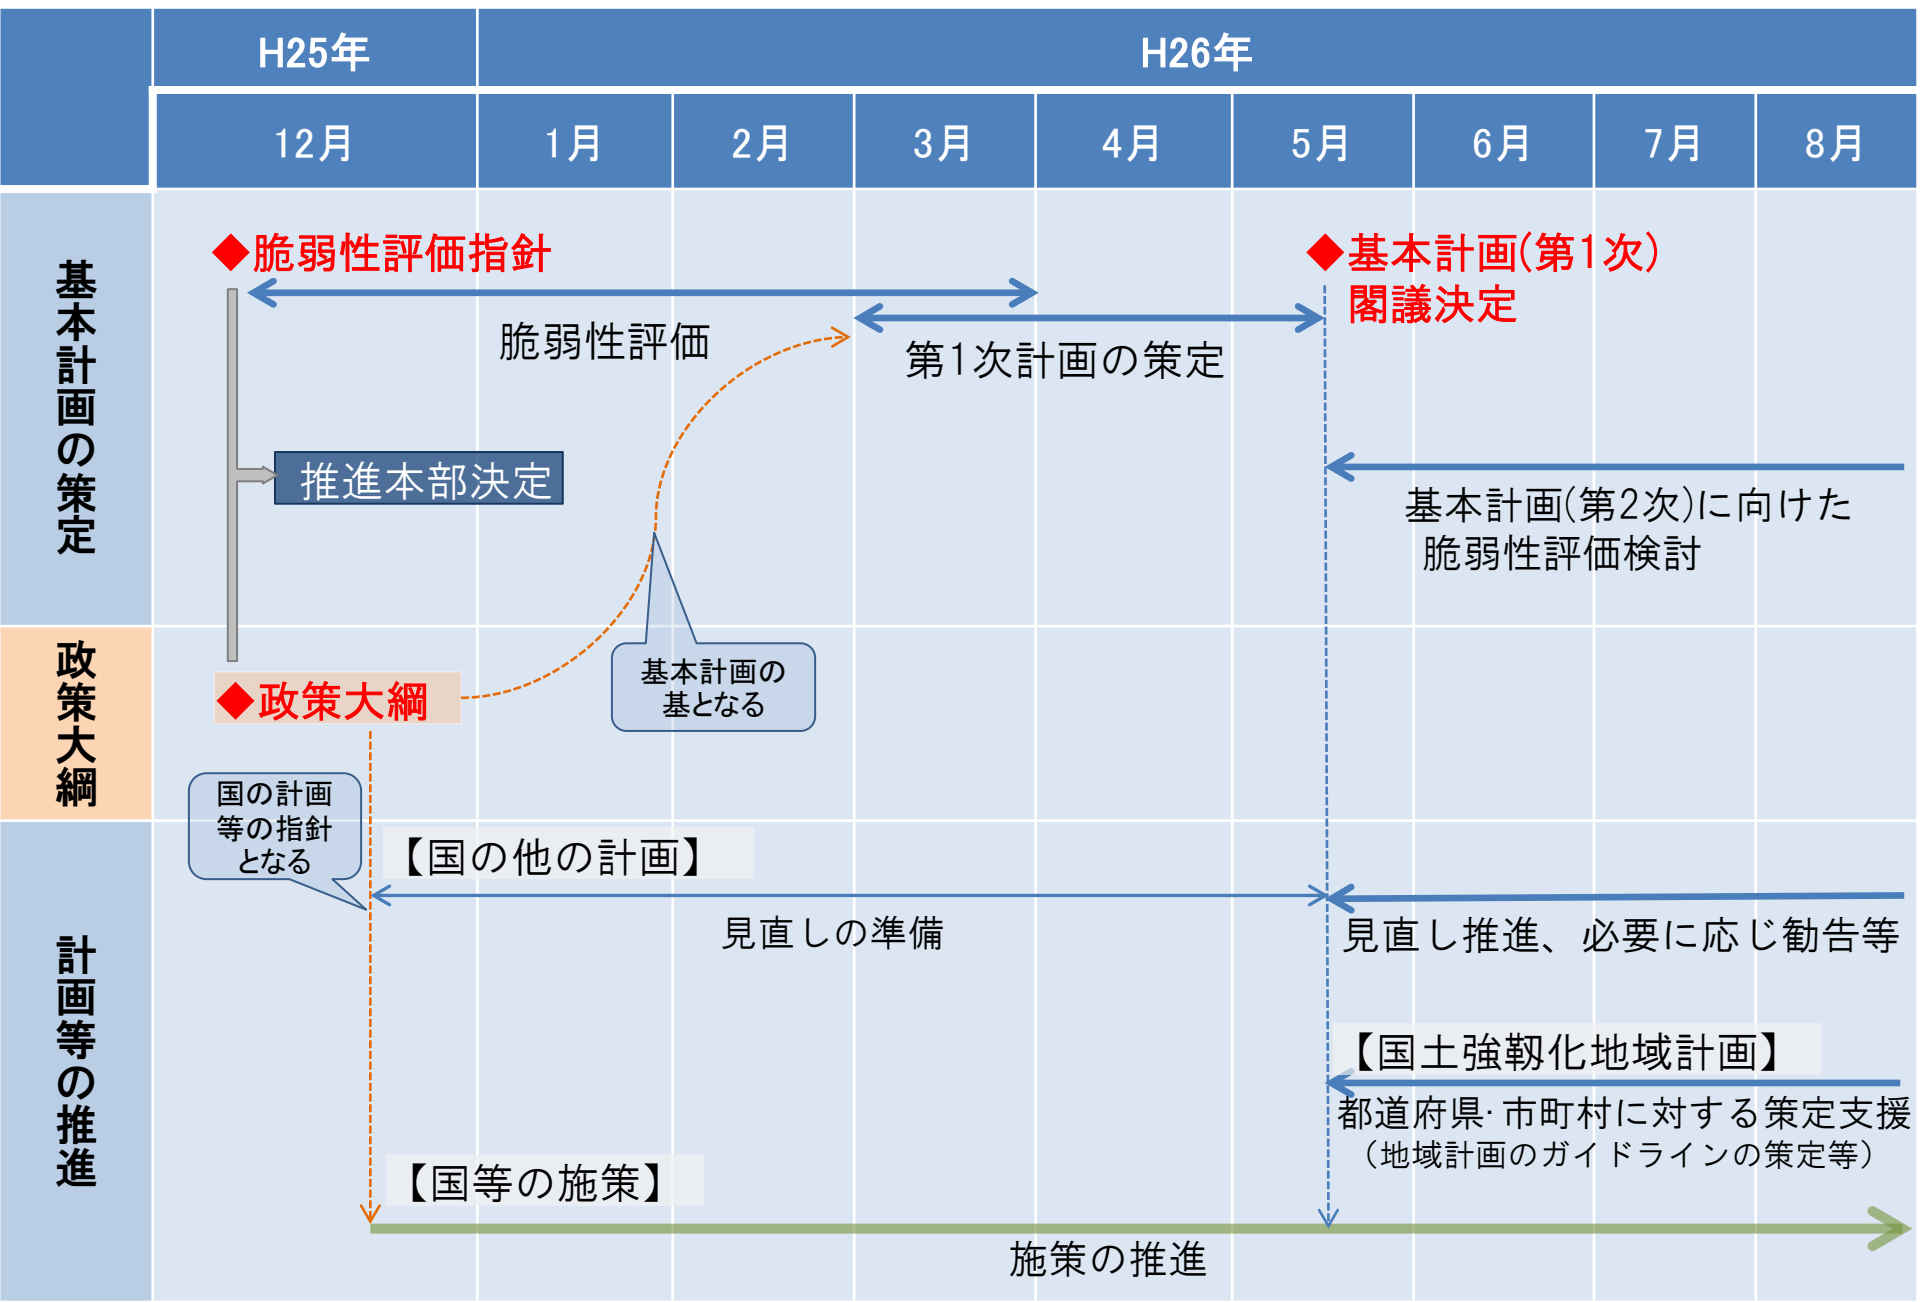 H25年
H26年
12月
1月
2月
3月
4月
5月
6月
7月
8月
基本計画の策定
◆脆弱性評価指針
脆弱性評価
◆基本計画(第1次)
閣議決定
第1次計画の策定
推進本部決定
基本計画(第2次)に向けた
脆弱性評価検討
政策大綱
◆政策大綱
基本計画の
基となる
国の計画
等の指針
となる
計画等の推進
【国の他の計画】
見直しの準備
見直し推進、必要に応じ勧告等
【国土強靱化地域計画】
都道府県･市町村に対する策定支援
（地域計画のガイドラインの策定等）
【国等の施策】
施策の推進